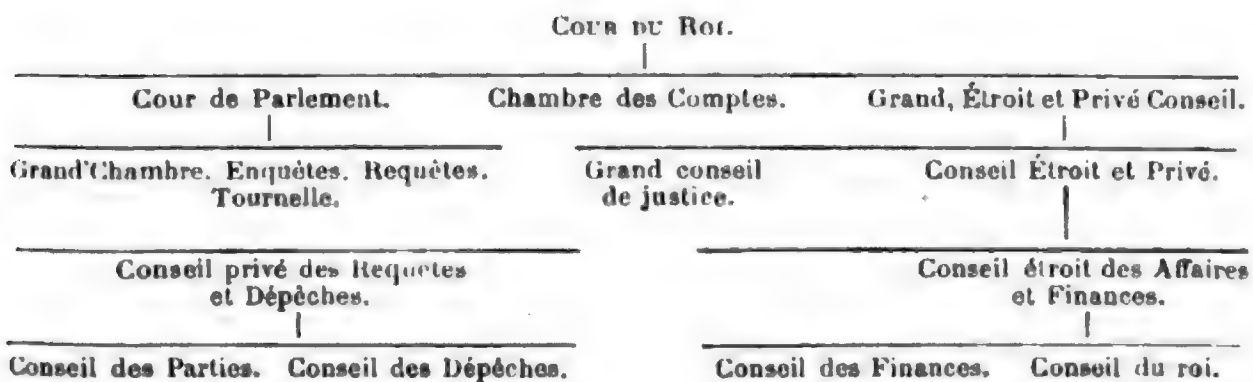 COUR DU ROI.
Cour de Parlement. Chambre des Comptes. Grand, Étroit et Privé Conseil.
Grand'Chambre. Enquêtes. Requêtes. Tournelle.
Grand conseil de justice.
Conseil Étroit et Privé.
Conseil privé des Requêtes et Dépêches.
Conseil étroit des Affaires et Finances.
Conseil des Parties. Conseil des Dépêches. Conseil des Finances. Conseil du roi.